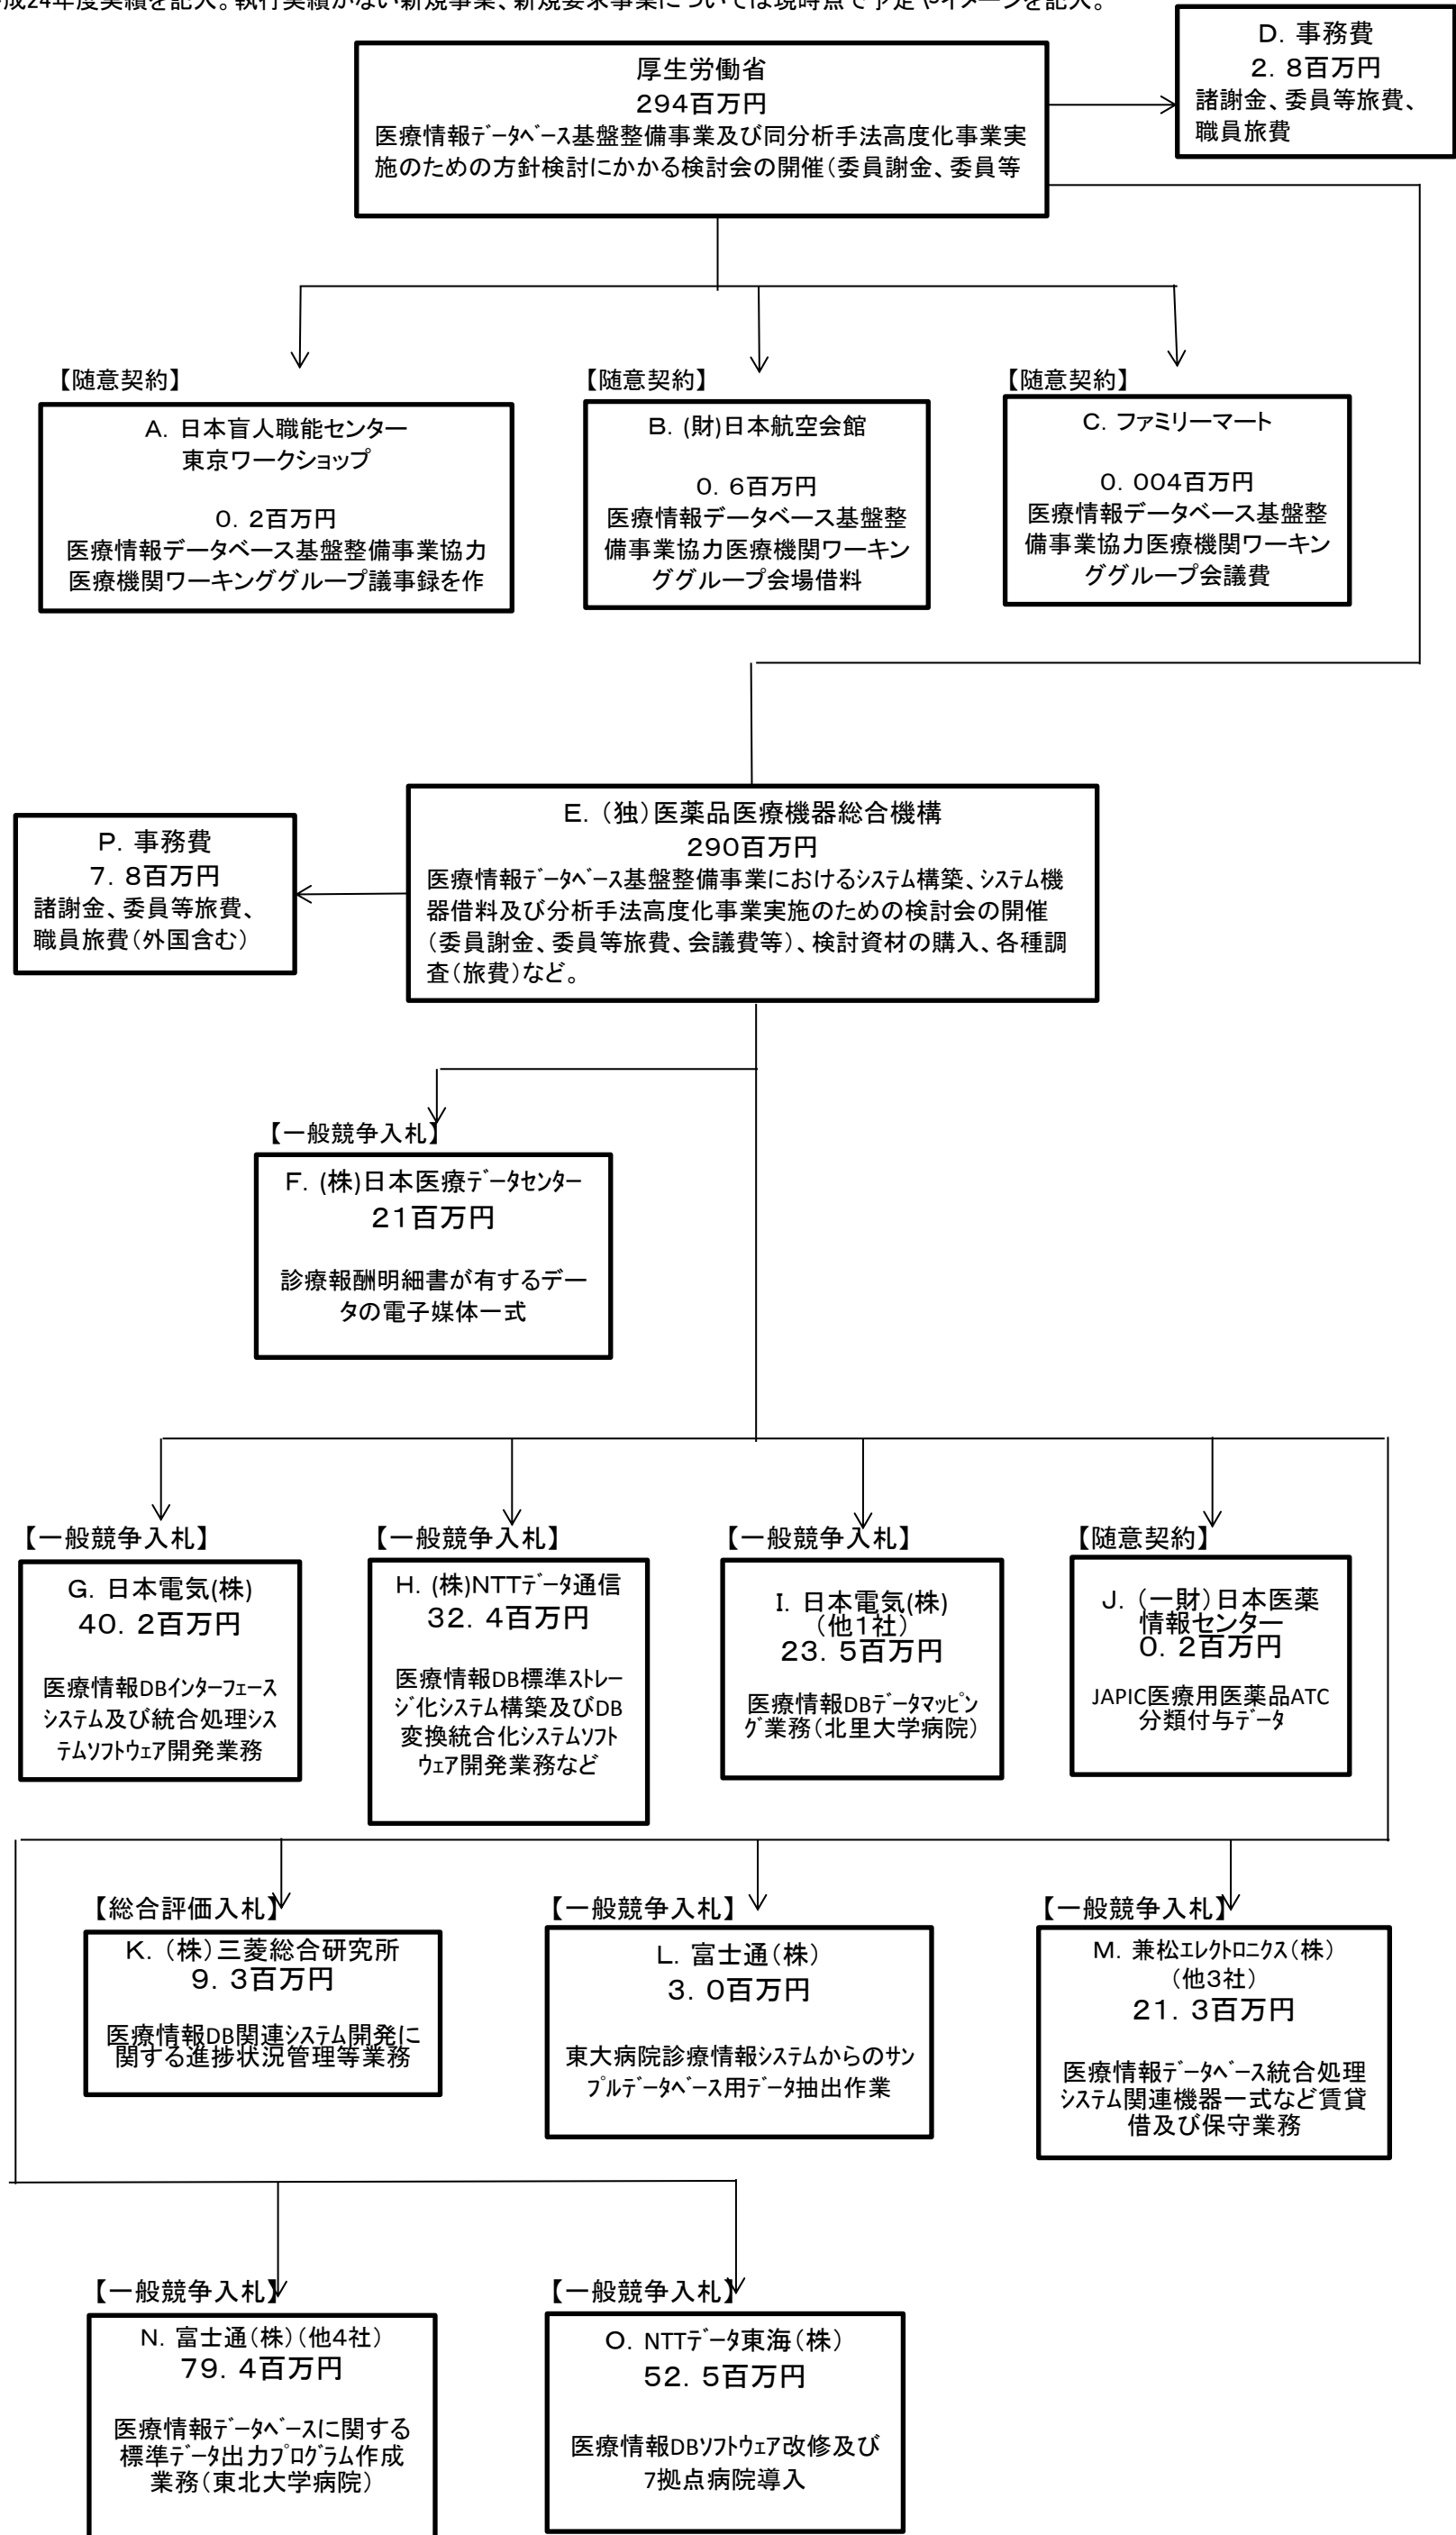 成24年度実績を記入。執行実績がない新規事業、新規要求事業については現時点で予定やイメージを記入。
厚生労働省
294百万円
医療情報ﾃﾞｰﾀﾍﾞｰｽ基盤整備事業及び同分析手法高度化事業実
施のための方針検討にかかる検討会の開催（委員謝金、委員等
D．事務費
2．8百万円
諸謝金、委員等旅費、
職員旅費
【随意契約】
A．日本盲人職能センター
東京ワークショップ
0．2百万円
医療情報データベース基盤整備事業協力
医療機関ワーキンググループ議事録を作
【随意契約】
B．(財)日本航空会館
0．6百万円
医療情報データベース基盤整
備事業協力医療機関ワーキン
ググループ会場借料
【随意契約】
C．ファミリーマート
0．004百万円
医療情報データベース基盤整
備事業協力医療機関ワーキン
ググループ会議費
E．（独）医薬品医療機器総合機構
290百万円
医療情報ﾃﾞｰﾀﾍﾞｰｽ基盤整備事業におけるｼｽﾃﾑ構築、ｼｽﾃﾑ機
器借料及び分析手法高度化事業実施のための検討会の開催
（委員謝金、委員等旅費、会議費等）、検討資材の購入、各種調
査（旅費）など。
P．事務費
7．8百万円
諸謝金、委員等旅費、
職員旅費（外国含む）
【一般競争入札】
F．(株)日本医療ﾃﾞｰﾀｾﾝﾀｰ
21百万円
診療報酬明細書が有するデー
タの電子媒体一式
【一般競争入札】
G．日本電気(株)
40．2百万円
医療情報DBｲﾝﾀｰﾌｪｰｽ
ｼｽﾃﾑ及び統合処理ｼｽ
ﾃﾑｿﾌﾄｳｪｱ開発業務
【一般競争入札】
H．(株)NTTﾃﾞｰﾀ通信
32．4百万円
医療情報DB標準ｽﾄﾚｰ
ｼﾞ化ｼｽﾃﾑ構築及びDB
変換統合化ｼｽﾃﾑｿﾌﾄ
ｳｪｱ開発業務など
【一般競争入札】
I．日本電気(株)
（他1社）
23．5百万円
医療情報DBﾃﾞｰﾀﾏｯﾋﾟﾝ
ｸﾞ業務（北里大学病院）
【随意契約】
J．（一財）日本医薬
情報センター
0．2百万円
JAPIC医療用医薬品ATC
分類付与ﾃﾞｰﾀ
【総合評価入札】
K．（株）三菱総合研究所
9．3百万円
医療情報DB関連ｼｽﾃﾑ開発に
関する進捗状況管理等業務
【一般競争入札】
L．富士通（株）
3．0百万円
東大病院診療情報ｼｽﾃﾑからのｻﾝ
ﾌﾟﾙﾃﾞｰﾀﾍﾞｰｽ用ﾃﾞｰﾀ抽出作業
【一般競争入札】
M．兼松ｴﾚｸﾄﾛﾆｸｽ（株）
（他3社）
21．3百万円
医療情報ﾃﾞｰﾀﾍﾞｰｽ統合処理
ｼｽﾃﾑ関連機器一式など賃貸
借及び保守業務
【一般競争入札】
N．富士通（株）（他4社）
79．4百万円
医療情報ﾃﾞｰﾀﾍﾞｰｽに関する
標準ﾃﾞｰﾀ出力ﾌﾟﾛｸﾞﾗﾑ作成
業務（東北大学病院）
【一般競争入札】
O．NTTﾃﾞｰﾀ東海（株）
52．5百万円
医療情報DBｿﾌﾄｳｪｱ改修及び
7拠点病院導入